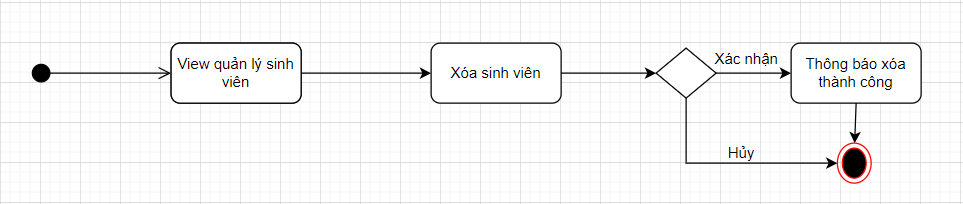 View quản lý sinh
viên
Xóa sinh viên
Xác nhận
Thông báo xóa
thành công
Hủy